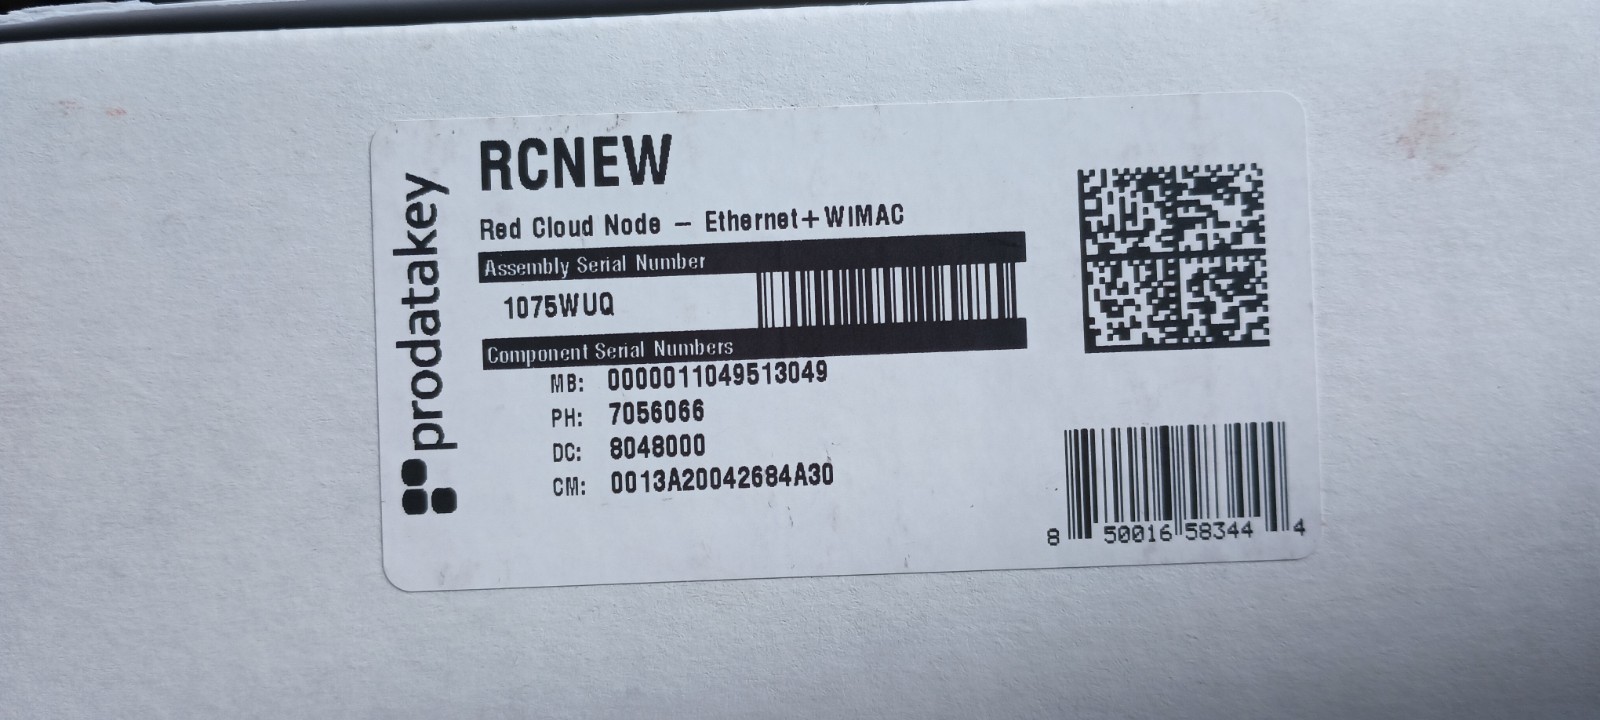 prodatakey
RCNEW
Red Cloud Node – Ethernet+WIMAC
Assembly Serial Number
1075WUQ
Component Serial Numbers
MB: 0000011049513049
PH: 7056066
DC: 8048000
CM: 0013A20042684A30
8 50016 58344 4